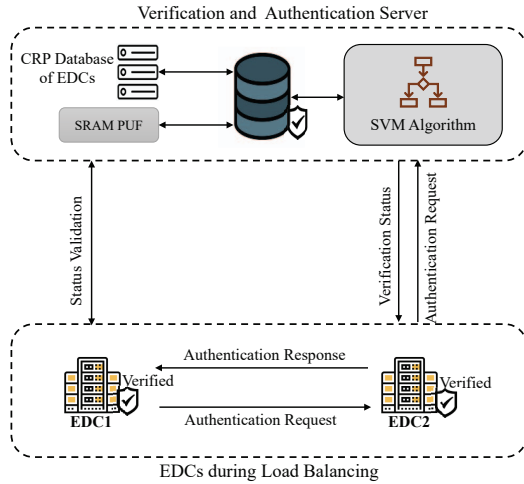 Verification and Authentication Server
CRP Database
of EDCs
SRAM PUF
SVM Algorithm
Status Validation
Verification Status
Authentication Request
Authentication Response
Verified
Verified
EDC1
Authentication Request
EDC2
EDCs during Load Balancing